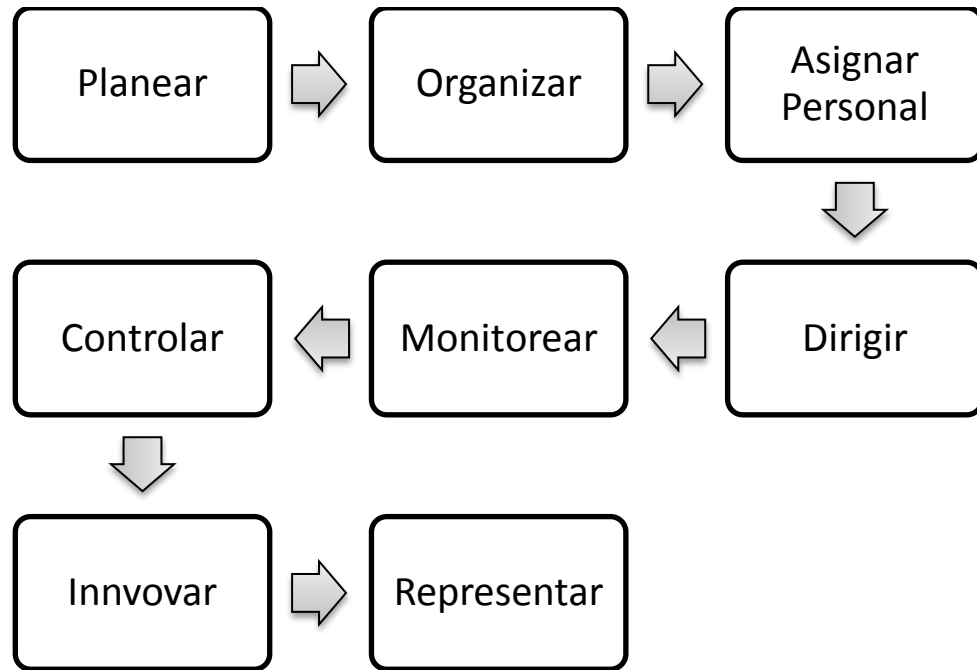 Planear
Organizar
Asignar
Personal
Dirigir
Monitorear
Controlar
Innvovar
Representar